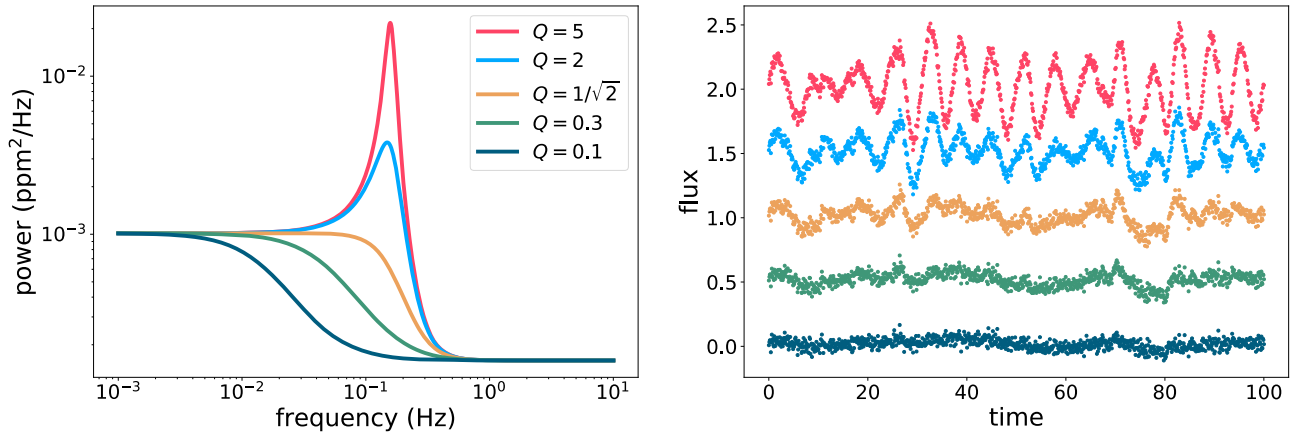 power (ppm²/Hz)
10⁻²
10⁻³
10⁻³
10⁻²
10⁻¹
10⁰
10¹
frequency (Hz)
Q = 5
Q = 2
Q = 1/√2
Q = 0.3
Q = 0.1
flux
2.5
2.0
1.5
1.0
0.5
0.0
0
20
40
60
80
100
time